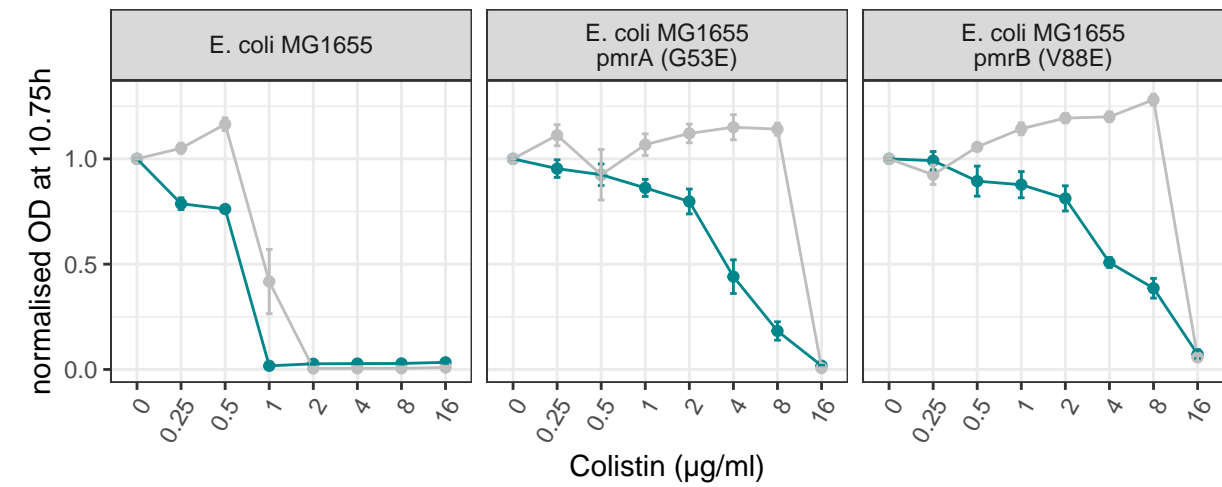 E. coli MG1655
E. coli MG1655
pmrA (G53E)
E. coli MG1655
pmrB (V88E)
normalised OD at 10.75h
1.0
0.5
0.0
0 0.25 0.5 1 2 4 8 16
0 0.25 0.5 1 2 4 8 16
0 0.25 0.5 1 2 4 8 16
Colistin (µg/ml)